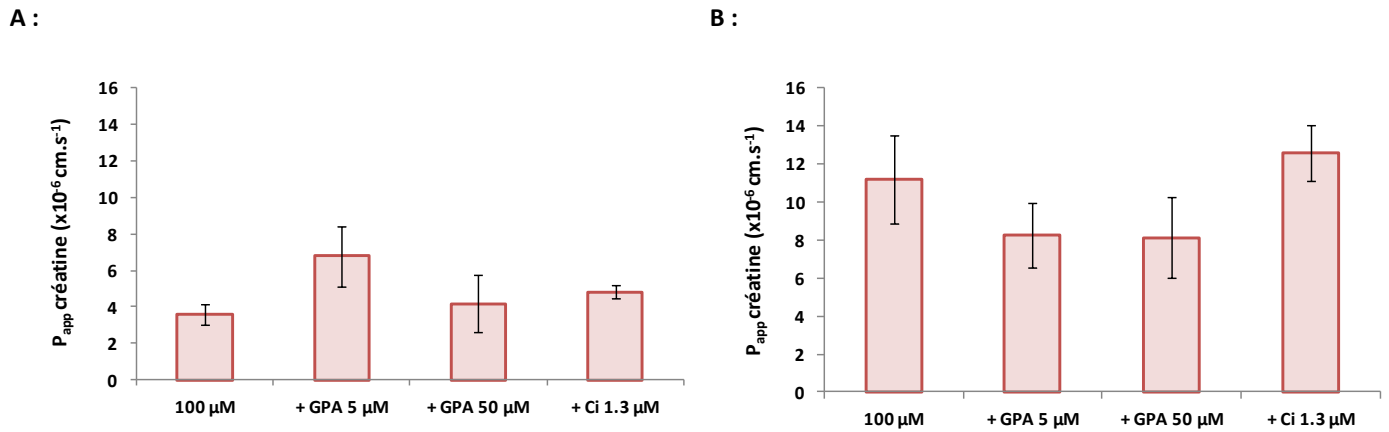 A :
B :
P_app créatine (x10⁻⁶ cm.s⁻¹)
16
14
12
10
8
6
4
2
0
100 µM
+ GPA 5 µM
+ GPA 50 µM
+ Ci 1.3 µM
P_app créatine (x10⁻⁶ cm.s⁻¹)
16
14
12
10
8
6
4
2
0
100 µM
+ GPA 5 µM
+ GPA 50 µM
+ Ci 1.3 µM